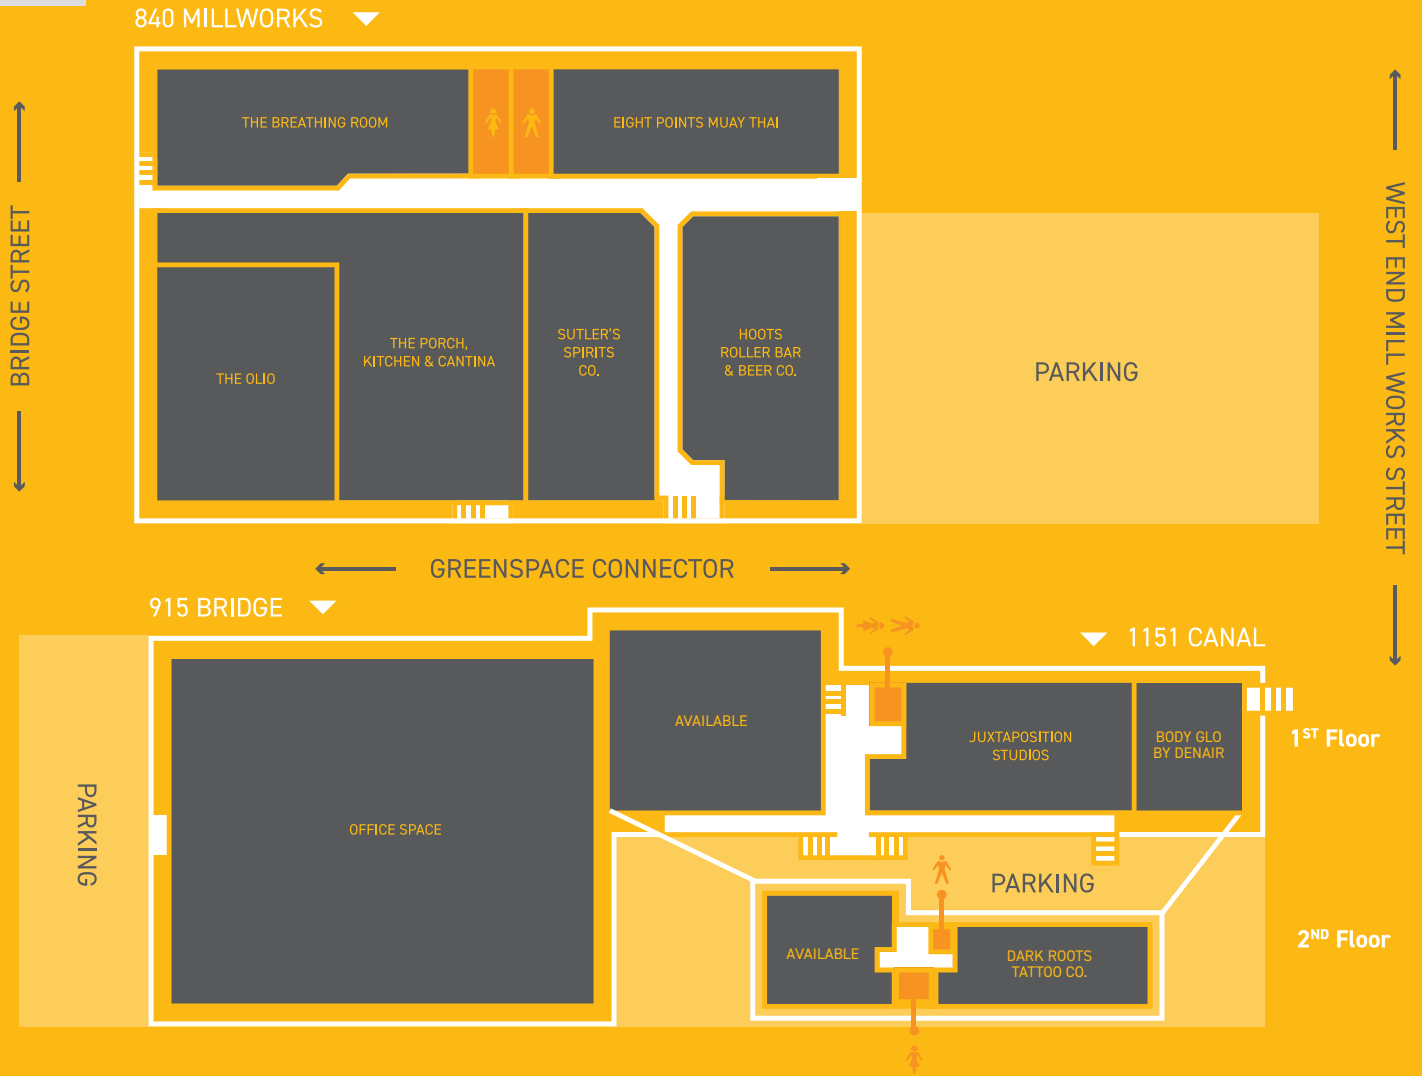 840 MILLWORKS
THE BREATHING ROOM
EIGHT POINTS MUAY THAI
BRIDGE STREET
WEST END MILL WORKS STREET
THE OLIO
THE PORCH,
KITCHEN & CANTINA
SUTLER'S
SPIRITS
CO.
HOOTS
ROLLER BAR
& BEER CO.
PARKING
GREENSPACE CONNECTOR
915 BRIDGE
1151 CANAL
PARKING
OFFICE SPACE
AVAILABLE
JUXTAPOSITION
STUDIOS
BODY GLO
BY DENAIR
1ST Floor
PARKING
AVAILABLE
DARK ROOTS
TATTOO CO.
2ND Floor